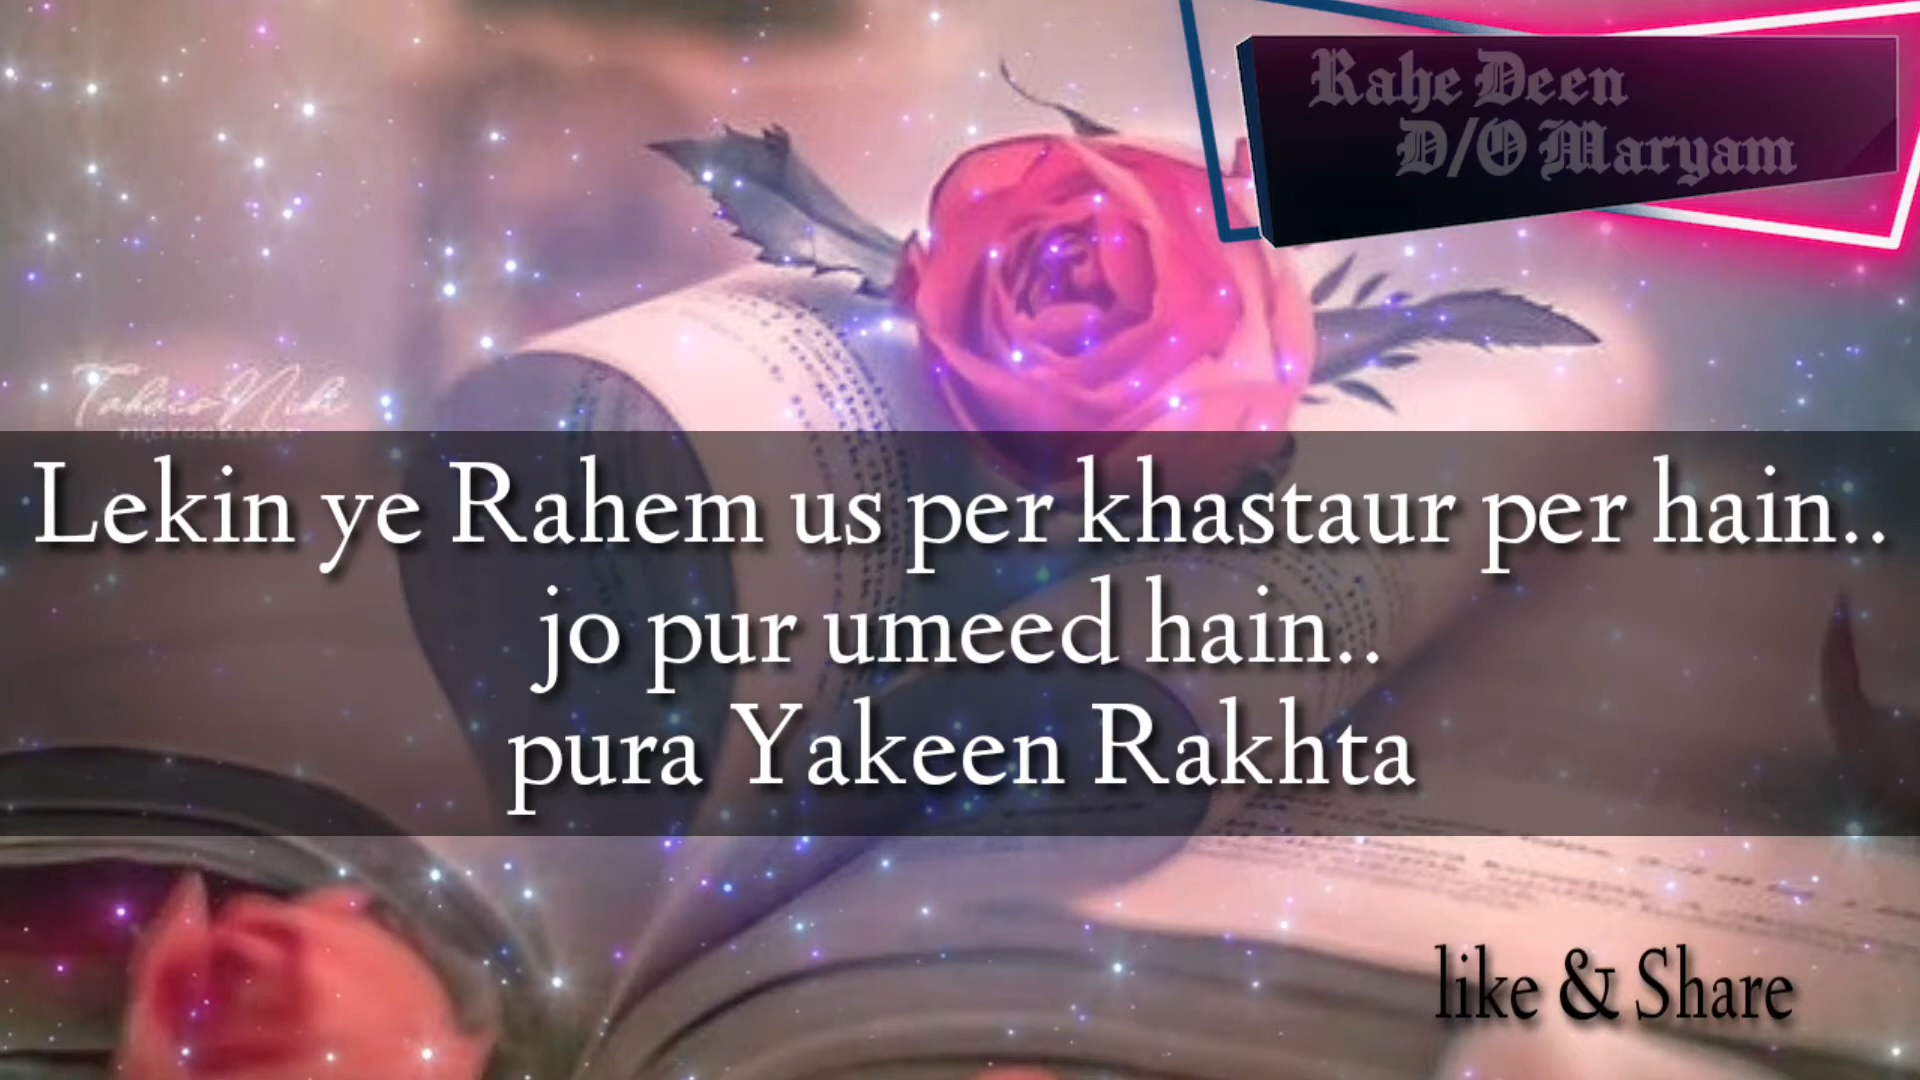 Rahe Deen
D/O Maryam
Lekin ye Rahem us per khastaur per hain..
jo pur umeed hain..
pura Yakeen Rakhta
like & Share